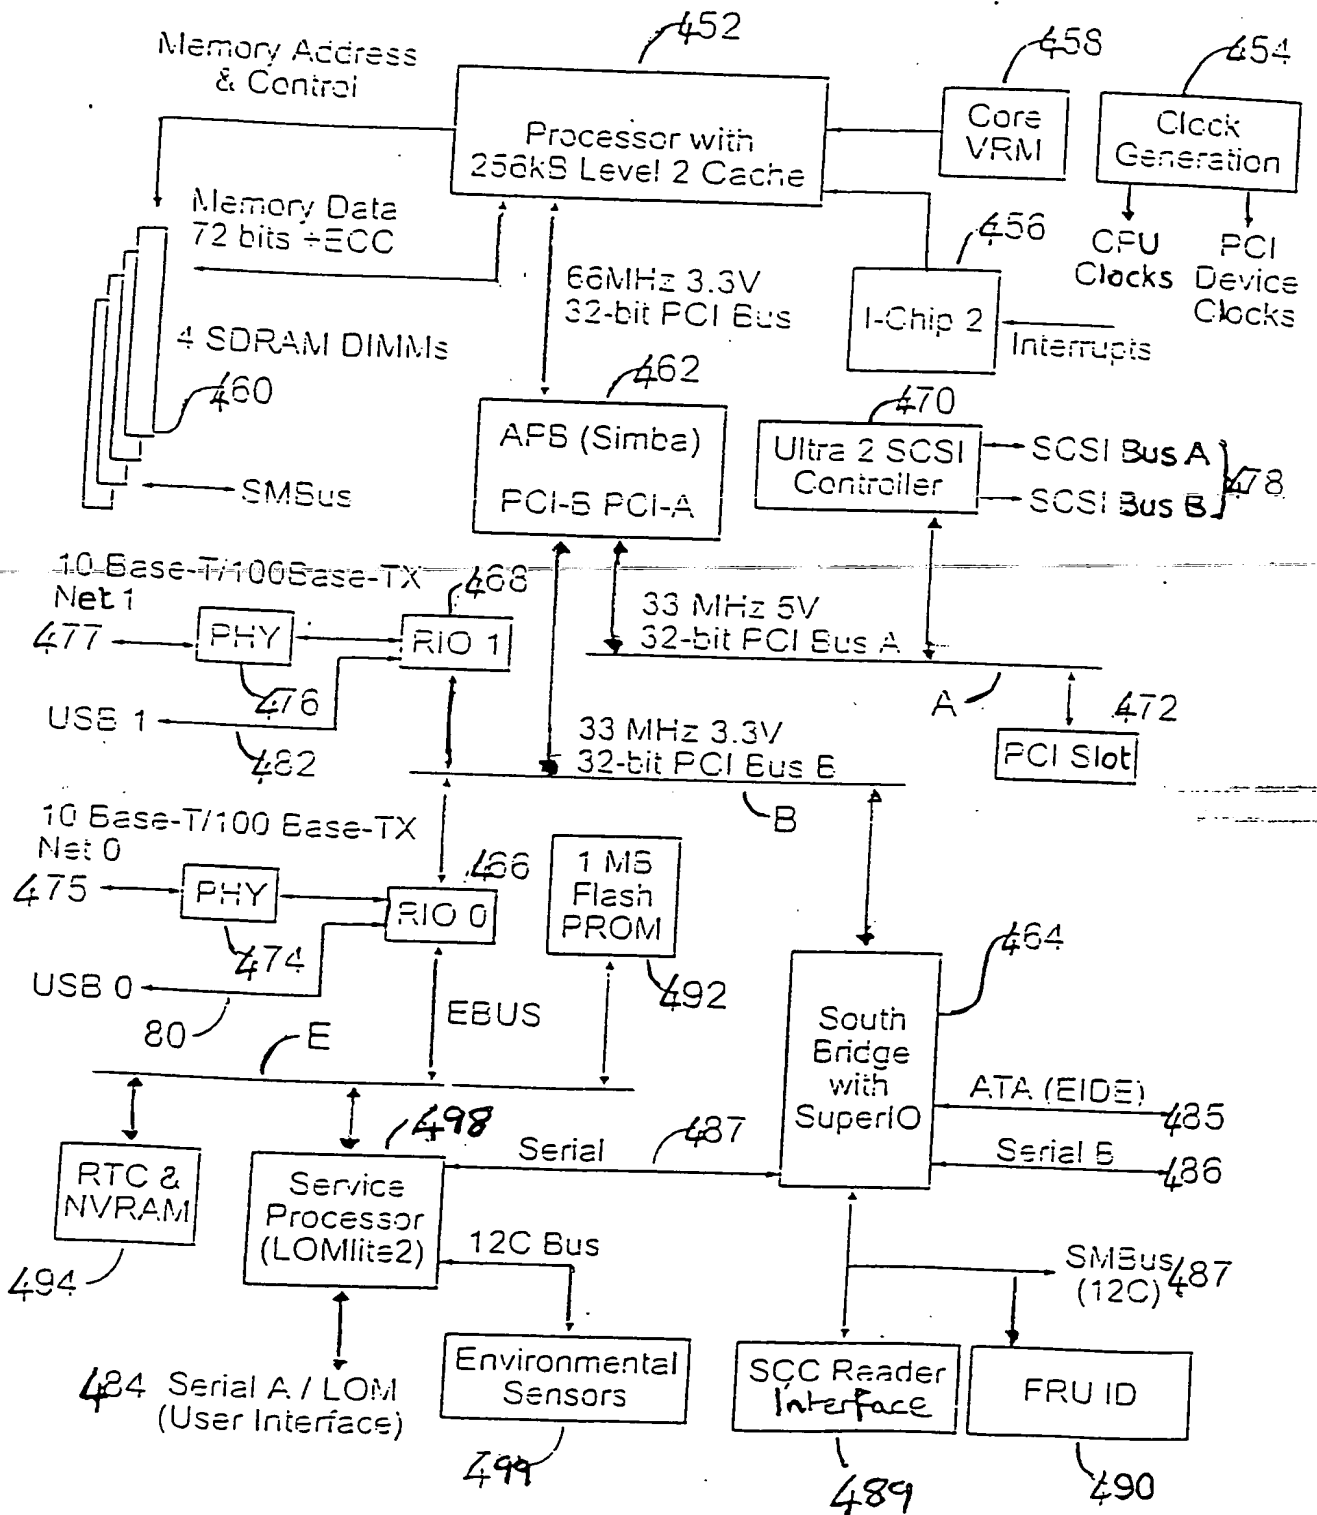 452
458
454
Memory Address
& Control
Processor with
256kB Level 2 Cache
Core
VRM
Clock
Generation
Memory Data
72 bits +ECC
456
CPU
Clocks
PCI
Device
Clocks
66MHz 3.3V
32-bit PCI Bus
I-Chip 2
Interrupts
4 SDRAM DIMMs
460
462
470
APB (Simba)
PCI-B PCI-A
Ultra 2 SCSI
Controller
SCSI Bus A
SCSI Bus B
478
SMBus
10 Base-T/100Base-TX
Net 1
468
477
PHY
RIO 1
33 MHz 5V
32-bit PCI Bus A
476
A
472
USB 1
482
33 MHz 3.3V
32-bit PCI Bus B
PCI Slot
B
10 Base-T/100 Base-TX
Net 0
466
1 MB
Flash
PROM
475
PHY
RIO 0
474
464
USB 0
492
80
EBUS
E
South
Bridge
with
SuperIO
ATA (EIDE)
485
498
Serial
487
Serial B
486
RTC &
NVRAM
Service
Processor
(LOMlite2)
12C Bus
494
SMBus
(12C)
487
484
Serial A / LOM
(User Interface)
Environmental
Sensors
SCC Reader
Interface
FRU ID
499
489
490